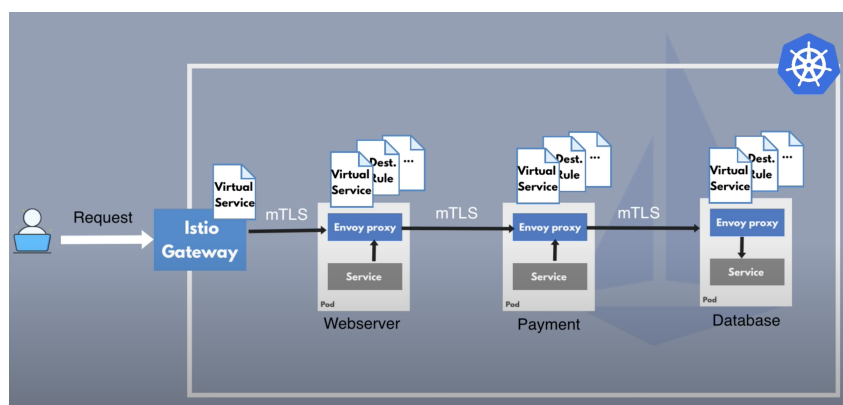 Request
Istio
Gateway
Virtual
Service
mTLS
Virtual
Service
Dest.
Rule
...
Envoy proxy
Service
Pod
Webserver
mTLS
Virtual
Service
Dest.
Rule
...
Envoy proxy
Service
Pod
Payment
mTLS
Virtual
Service
Dest.
Rule
...
Envoy proxy
Service
Pod
Database